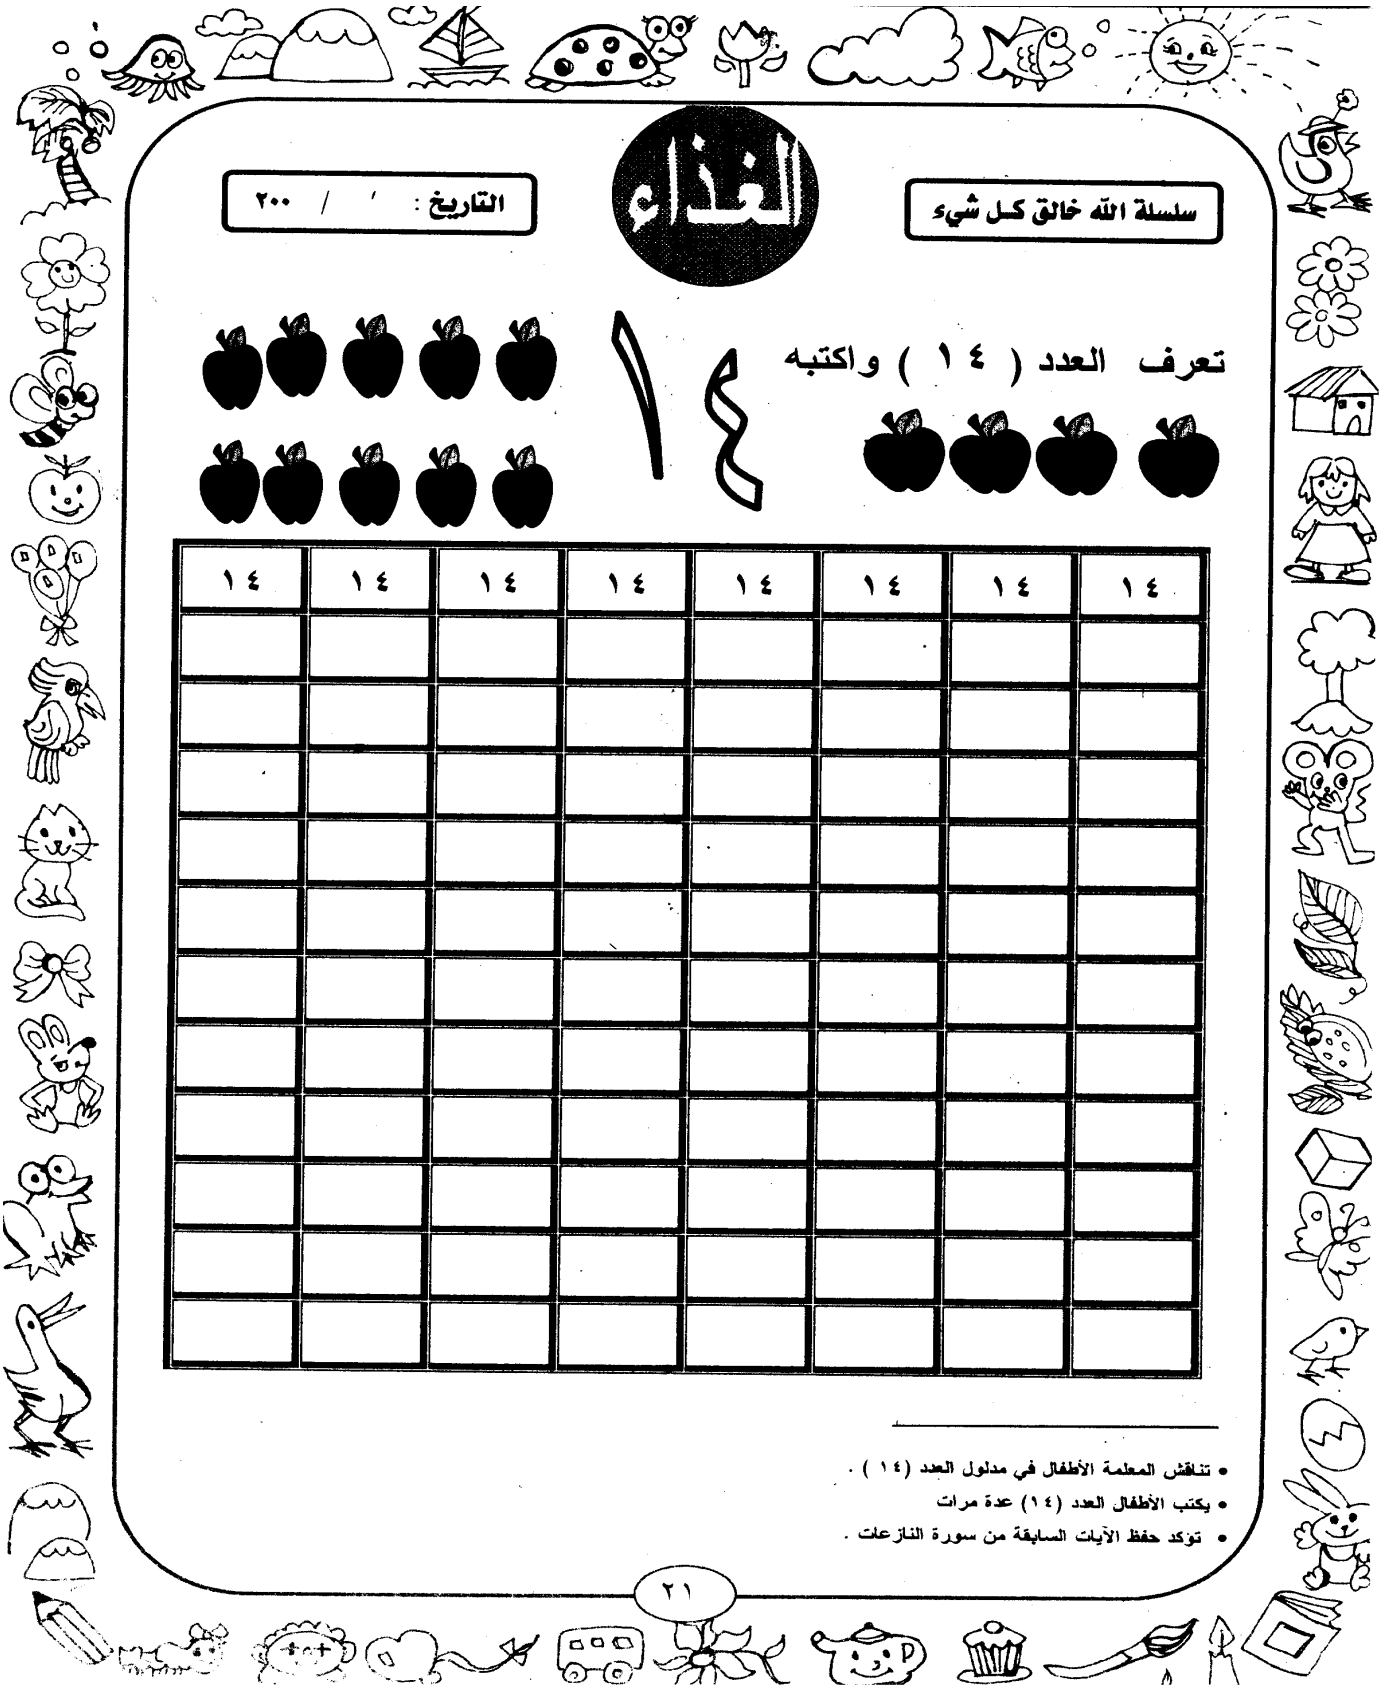 سلسلة الله خالق كل شيء
الغذاء
التاريخ : / / ٢٠٠
تعرف العدد ( ١٤ ) واكتبه
١٤
١٤ ١٤ ١٤ ١٤ ١٤ ١٤ ١٤ ١٤
• تناقش المعلمة الأطفال في مدلول العدد (١٤ ) .
• يكتب الأطفال العدد (١٤) عدة مرات
• تؤكد حفظ الآيات السابقة من سورة النازعات .
٢١